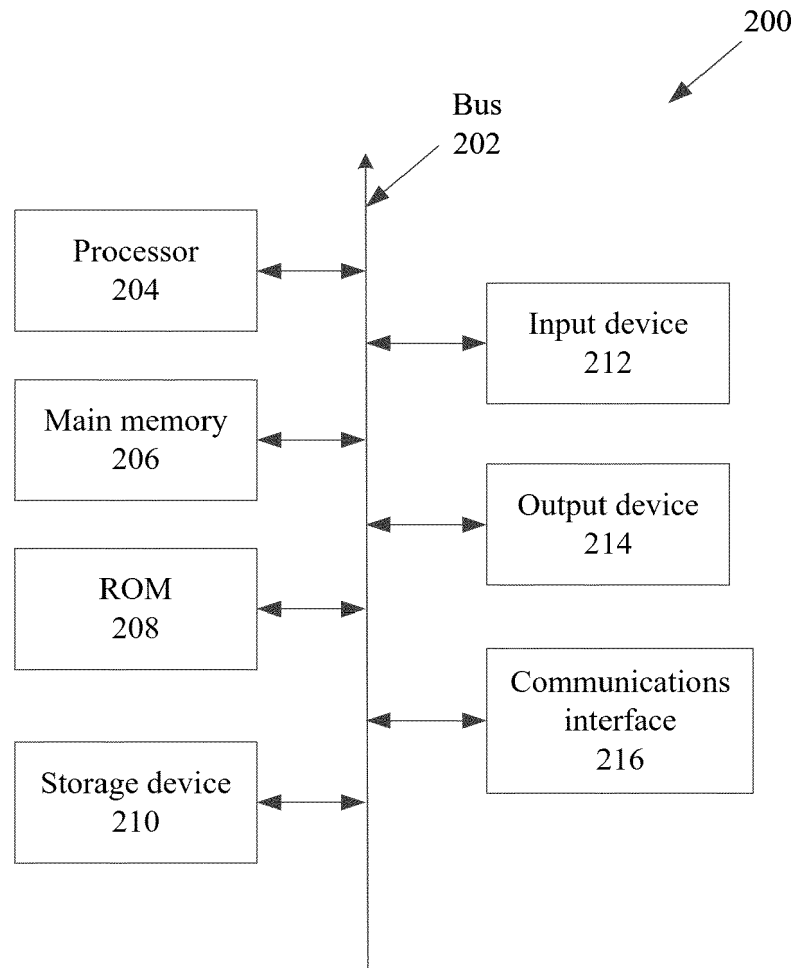 200
Bus
202
Processor
204
Input device
212
Main memory
206
Output device
214
ROM
208
Communications
interface
216
Storage device
210